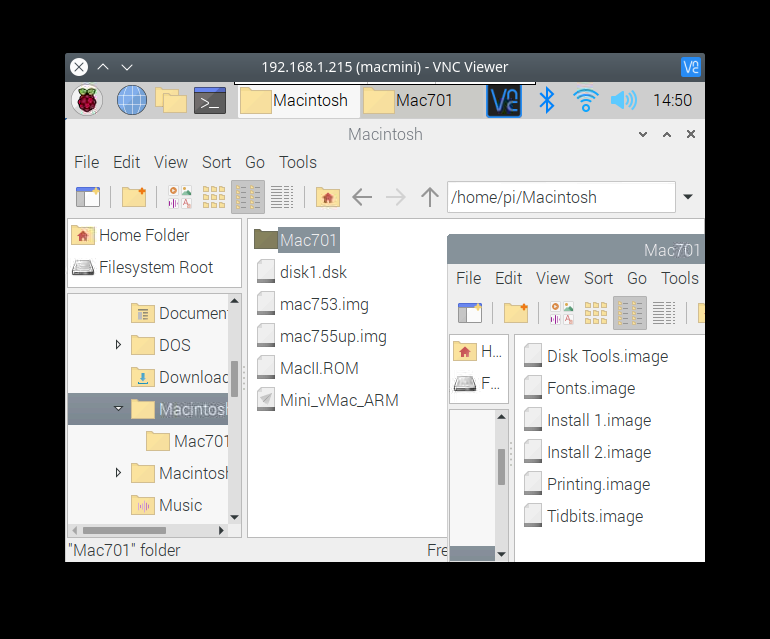 192.168.1.215 (macmini) - VNC Viewer
Macintosh
Mac701
14:50
Macintosh
File Edit View Sort Go Tools
/home/pi/Macintosh
Home Folder
Filesystem Root
Documen
DOS
Download
Macintosh
Mac701
Macintosh
Music
Mac701
disk1.dsk
mac753.img
mac755up.img
MacII.ROM
Mini_vMac_ARM
"Mac701" folder
Fre
Mac701
File Edit View Sort Go Tools
H...
F...
Disk Tools.image
Fonts.image
Install 1.image
Install 2.image
Printing.image
Tidbits.image